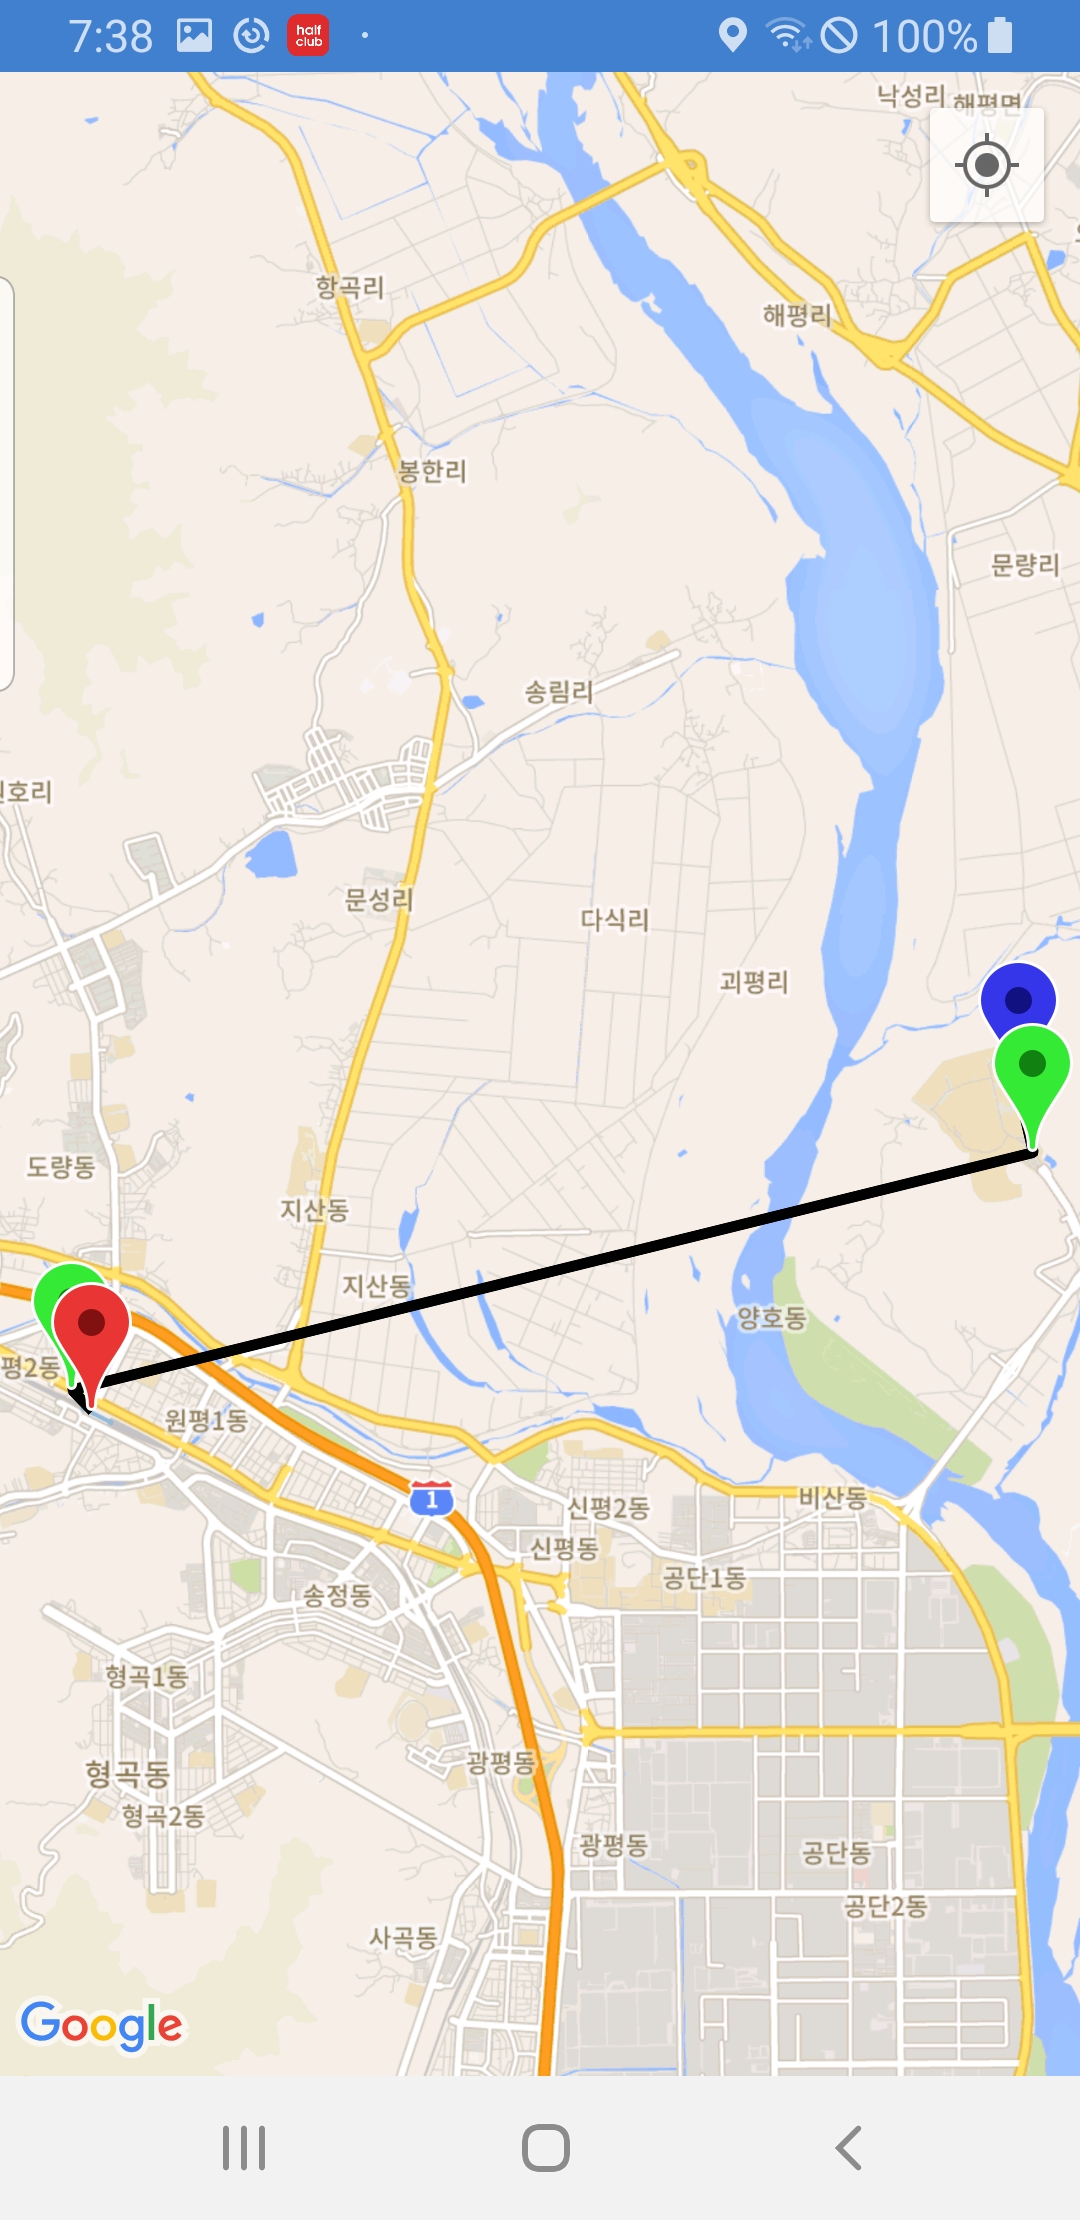 7:38
half
club
100%
낙성리
해평면
항곡리
해평리
봉한리
문량리
송림리
호리
문성리
다식리
괴평리
도량동
지산동
지산동
양호동
평2동
원평1동
1
비산동
신평2동
신평동
공단1동
송정동
형곡1동
광평동
형곡동
형곡2동
광평동
공단동
공단2동
사곡동
Google